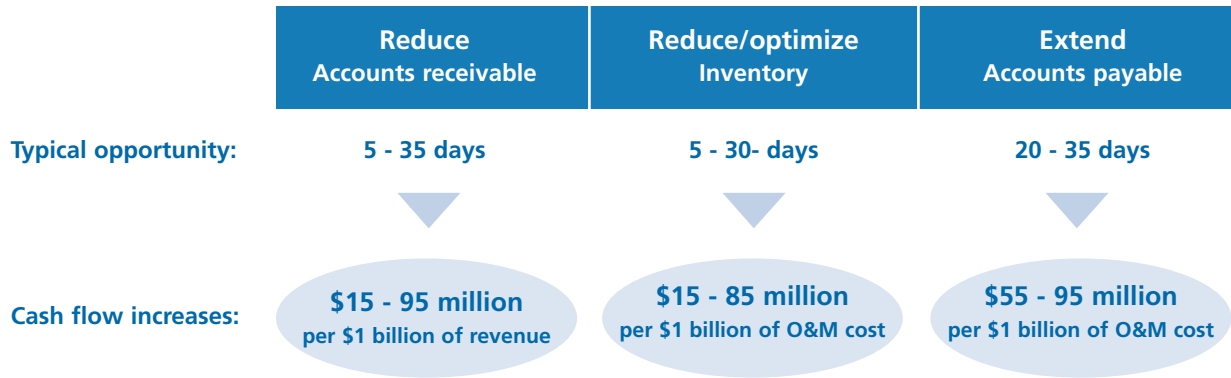 Reduce
Accounts receivable
Reduce/optimize
Inventory
Extend
Accounts payable
Typical opportunity:
5 - 35 days
5 - 30- days
20 - 35 days
Cash flow increases:
$15 - 95 million
per $1 billion of revenue
$15 - 85 million
per $1 billion of O&M cost
$55 - 95 million
per $1 billion of O&M cost